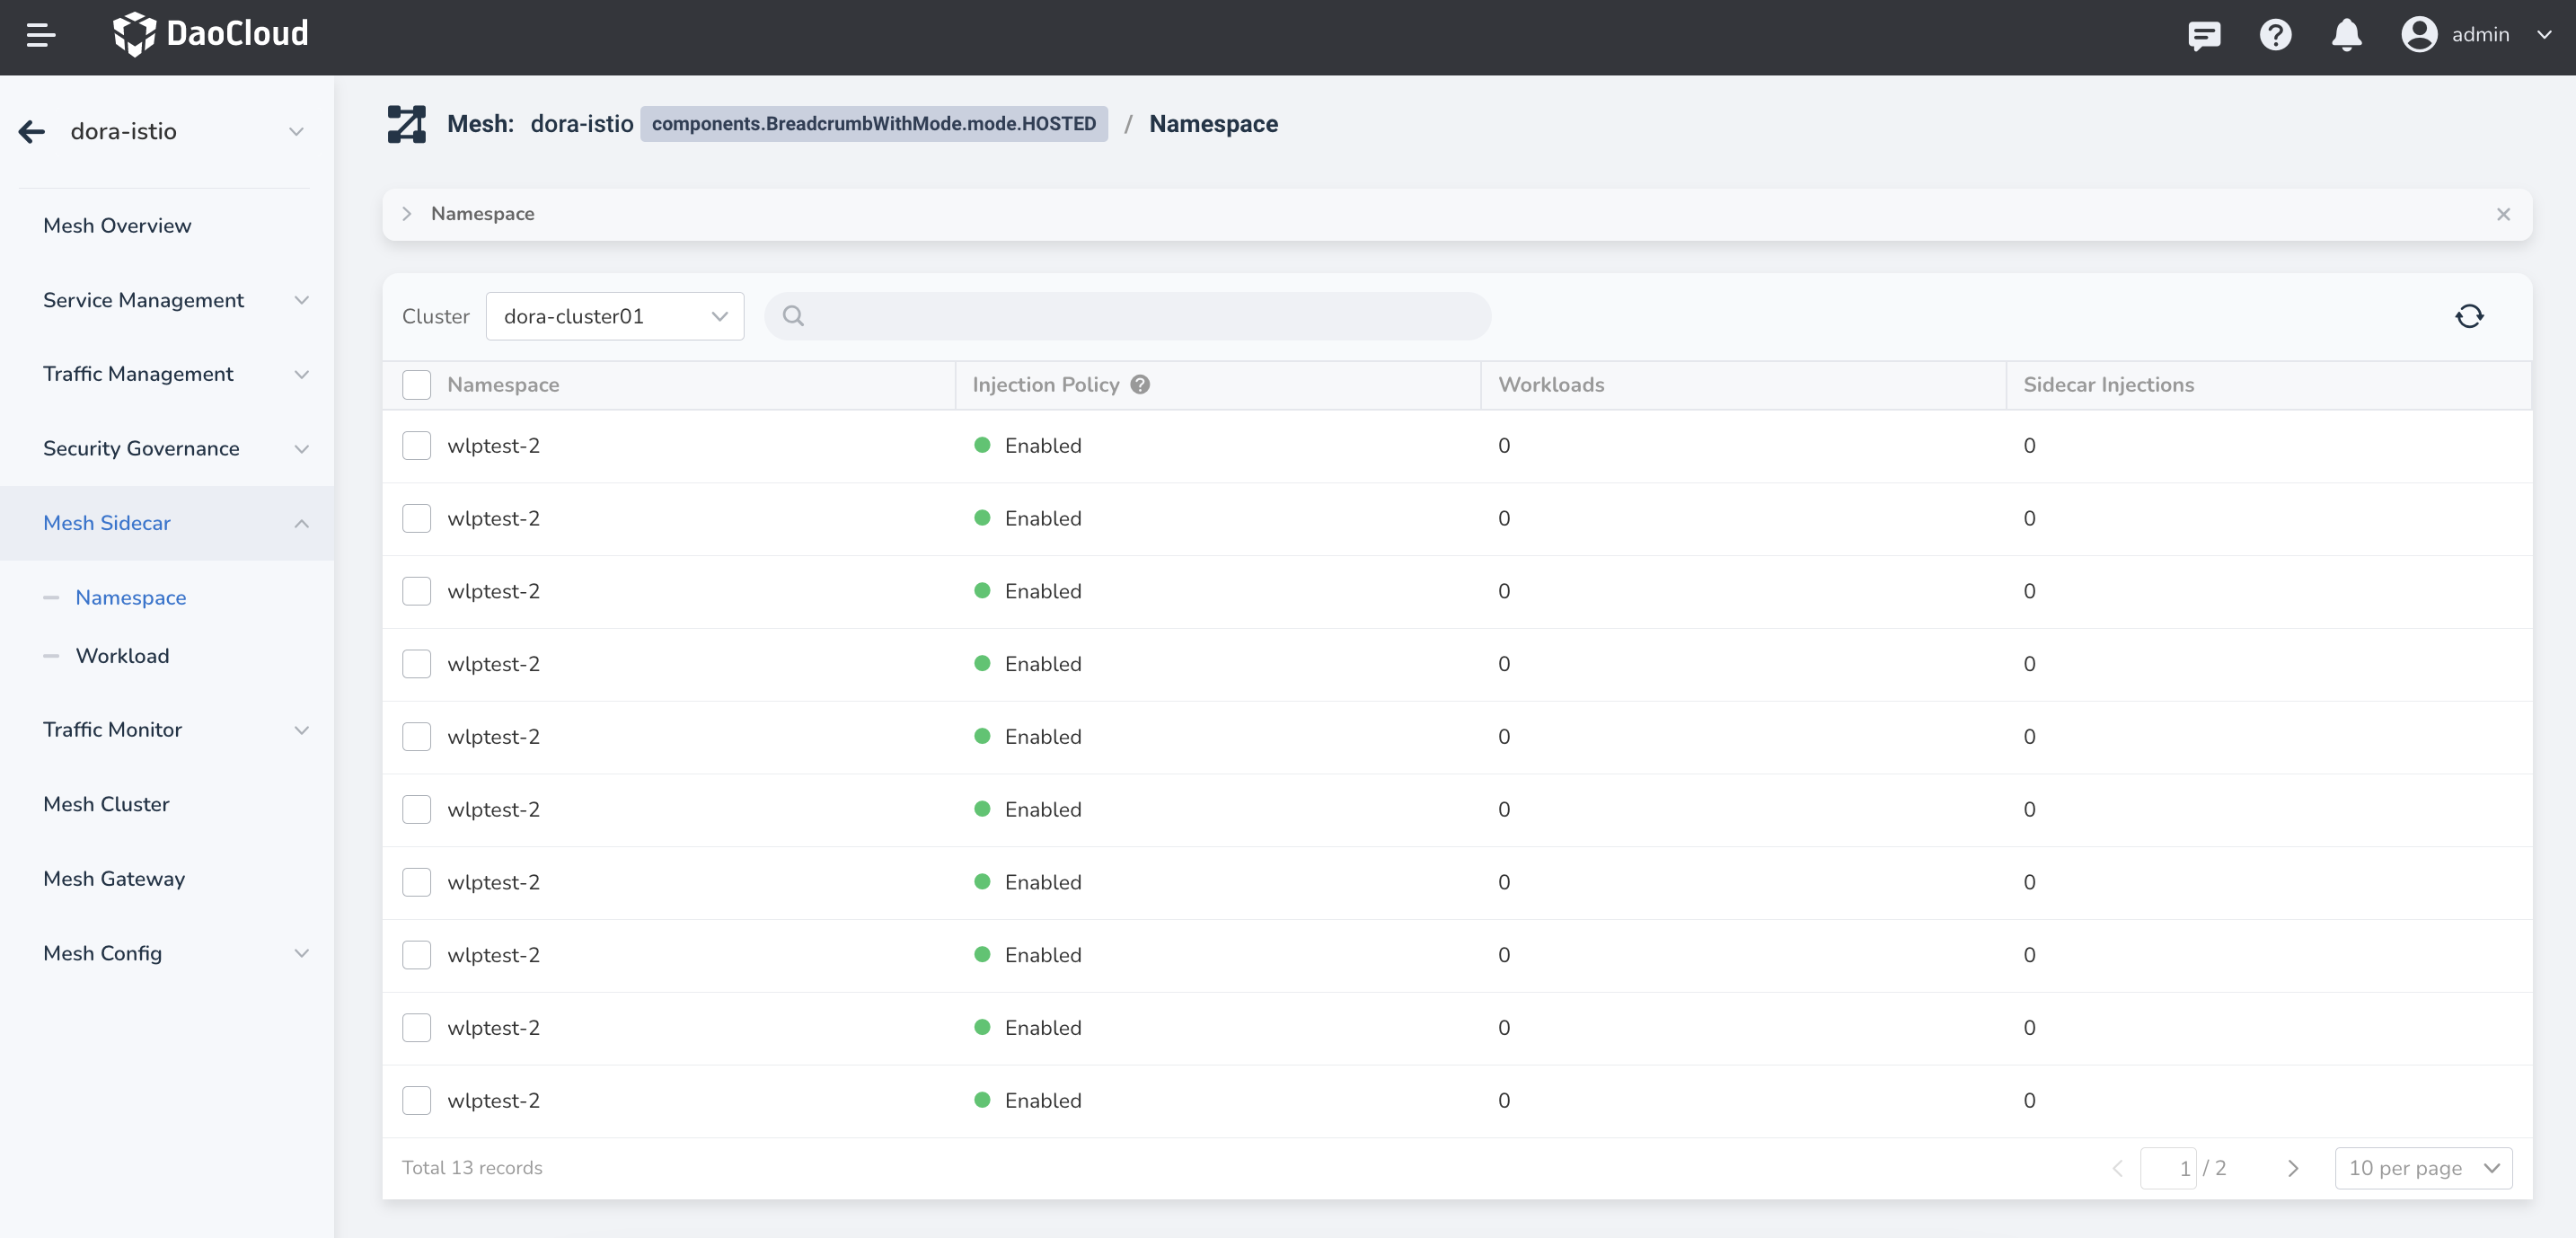 DaoCloud
admin
dora-istio
Mesh Overview
Service Management
Traffic Management
Security Governance
Mesh Sidecar
Namespace
Workload
Traffic Monitor
Mesh Cluster
Mesh Gateway
Mesh Config
Mesh: dora-istio components.BreadcrumbWithMode.mode.HOSTED / Namespace
Namespace
Cluster dora-cluster01
Namespace Injection Policy Workloads Sidecar Injections
wlptest-2 Enabled 0 0
wlptest-2 Enabled 0 0
wlptest-2 Enabled 0 0
wlptest-2 Enabled 0 0
wlptest-2 Enabled 0 0
wlptest-2 Enabled 0 0
wlptest-2 Enabled 0 0
wlptest-2 Enabled 0 0
wlptest-2 Enabled 0 0
wlptest-2 Enabled 0 0
Total 13 records 1 / 2 10 per page